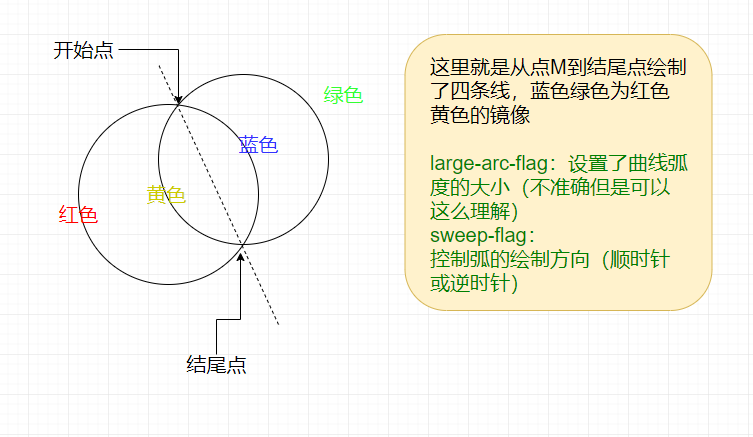 开始点
绿色
蓝色
黄色
红色
结尾点
这里就是从点M到结尾点绘制
了四条线，蓝色绿色为红色
黄色的镜像
large-arc-flag：设置了曲线弧
度的大小（不准确但是可以
这么理解）
sweep-flag：
控制弧的绘制方向（顺时针
或逆时针）